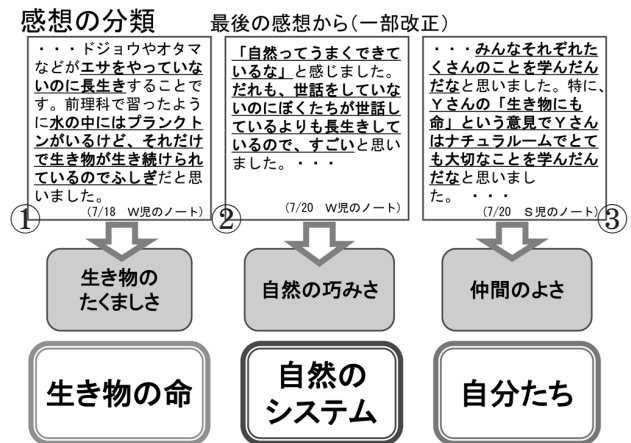 感想の分類
最後の感想から(一部改正)
・・・ドジョウやオタマ
などがエサをやっていな
いのに長生きすることで
す。前理科で習ったよう
に水の中にはプランクト
ンがいるけど、それだけ
で生き物が生き続けられ
ているのでふしぎだと思
いました。
(7/18 W児のノート)
①
「自然ってうまくできて
いるな」と感じました。
だれも、世話をしていな
いのにぼくたちが世話し
ているよりも長生きして
いるので、すごいと思い
ました。・・・
(7/20 W児のノート)
②
・・・みんなそれぞれた
くさんのことを学んだん
だなと思いました。特に、
Yさんの「生き物にも
命」という意見でYさん
はナチュラルルームでとて
も大切なことを学んだん
だなと思いまし
た。 ・・・
(7/20 S児のノート)
③
生き物の
たくましさ
自然の巧みさ
仲間のよさ
生き物の命
自然の
システム
自分たち